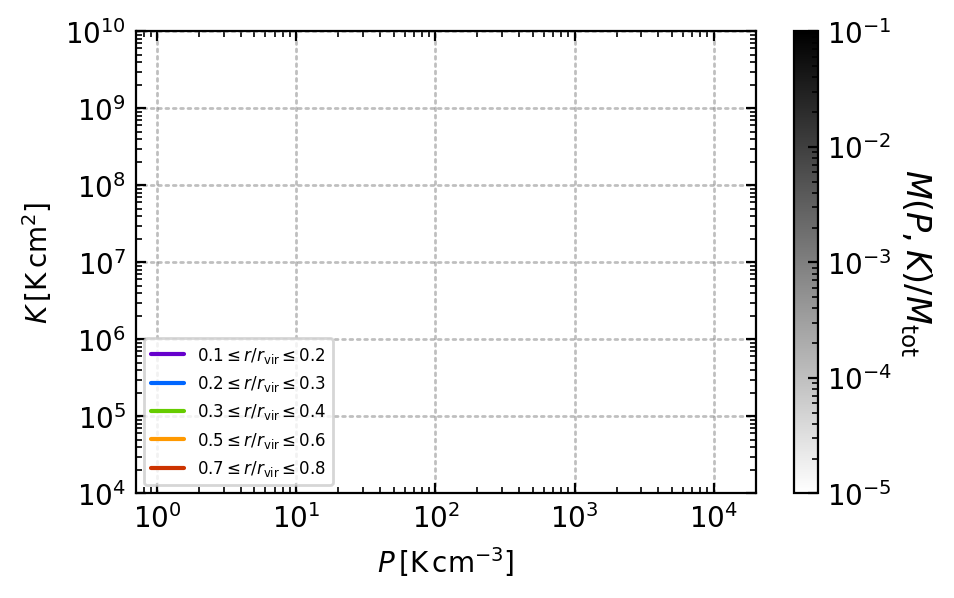 10^10
10^9
10^8
10^7
10^6
10^5
10^4
K [K cm^2]
0.1 ≤ r/r_vir ≤ 0.2
0.2 ≤ r/r_vir ≤ 0.3
0.3 ≤ r/r_vir ≤ 0.4
0.5 ≤ r/r_vir ≤ 0.6
0.7 ≤ r/r_vir ≤ 0.8
10^0 10^1 10^2 10^3 10^4
P [K cm^−3]
10^−1
10^−2
10^−3
10^−4
10^−5
M(P, K)/M_tot